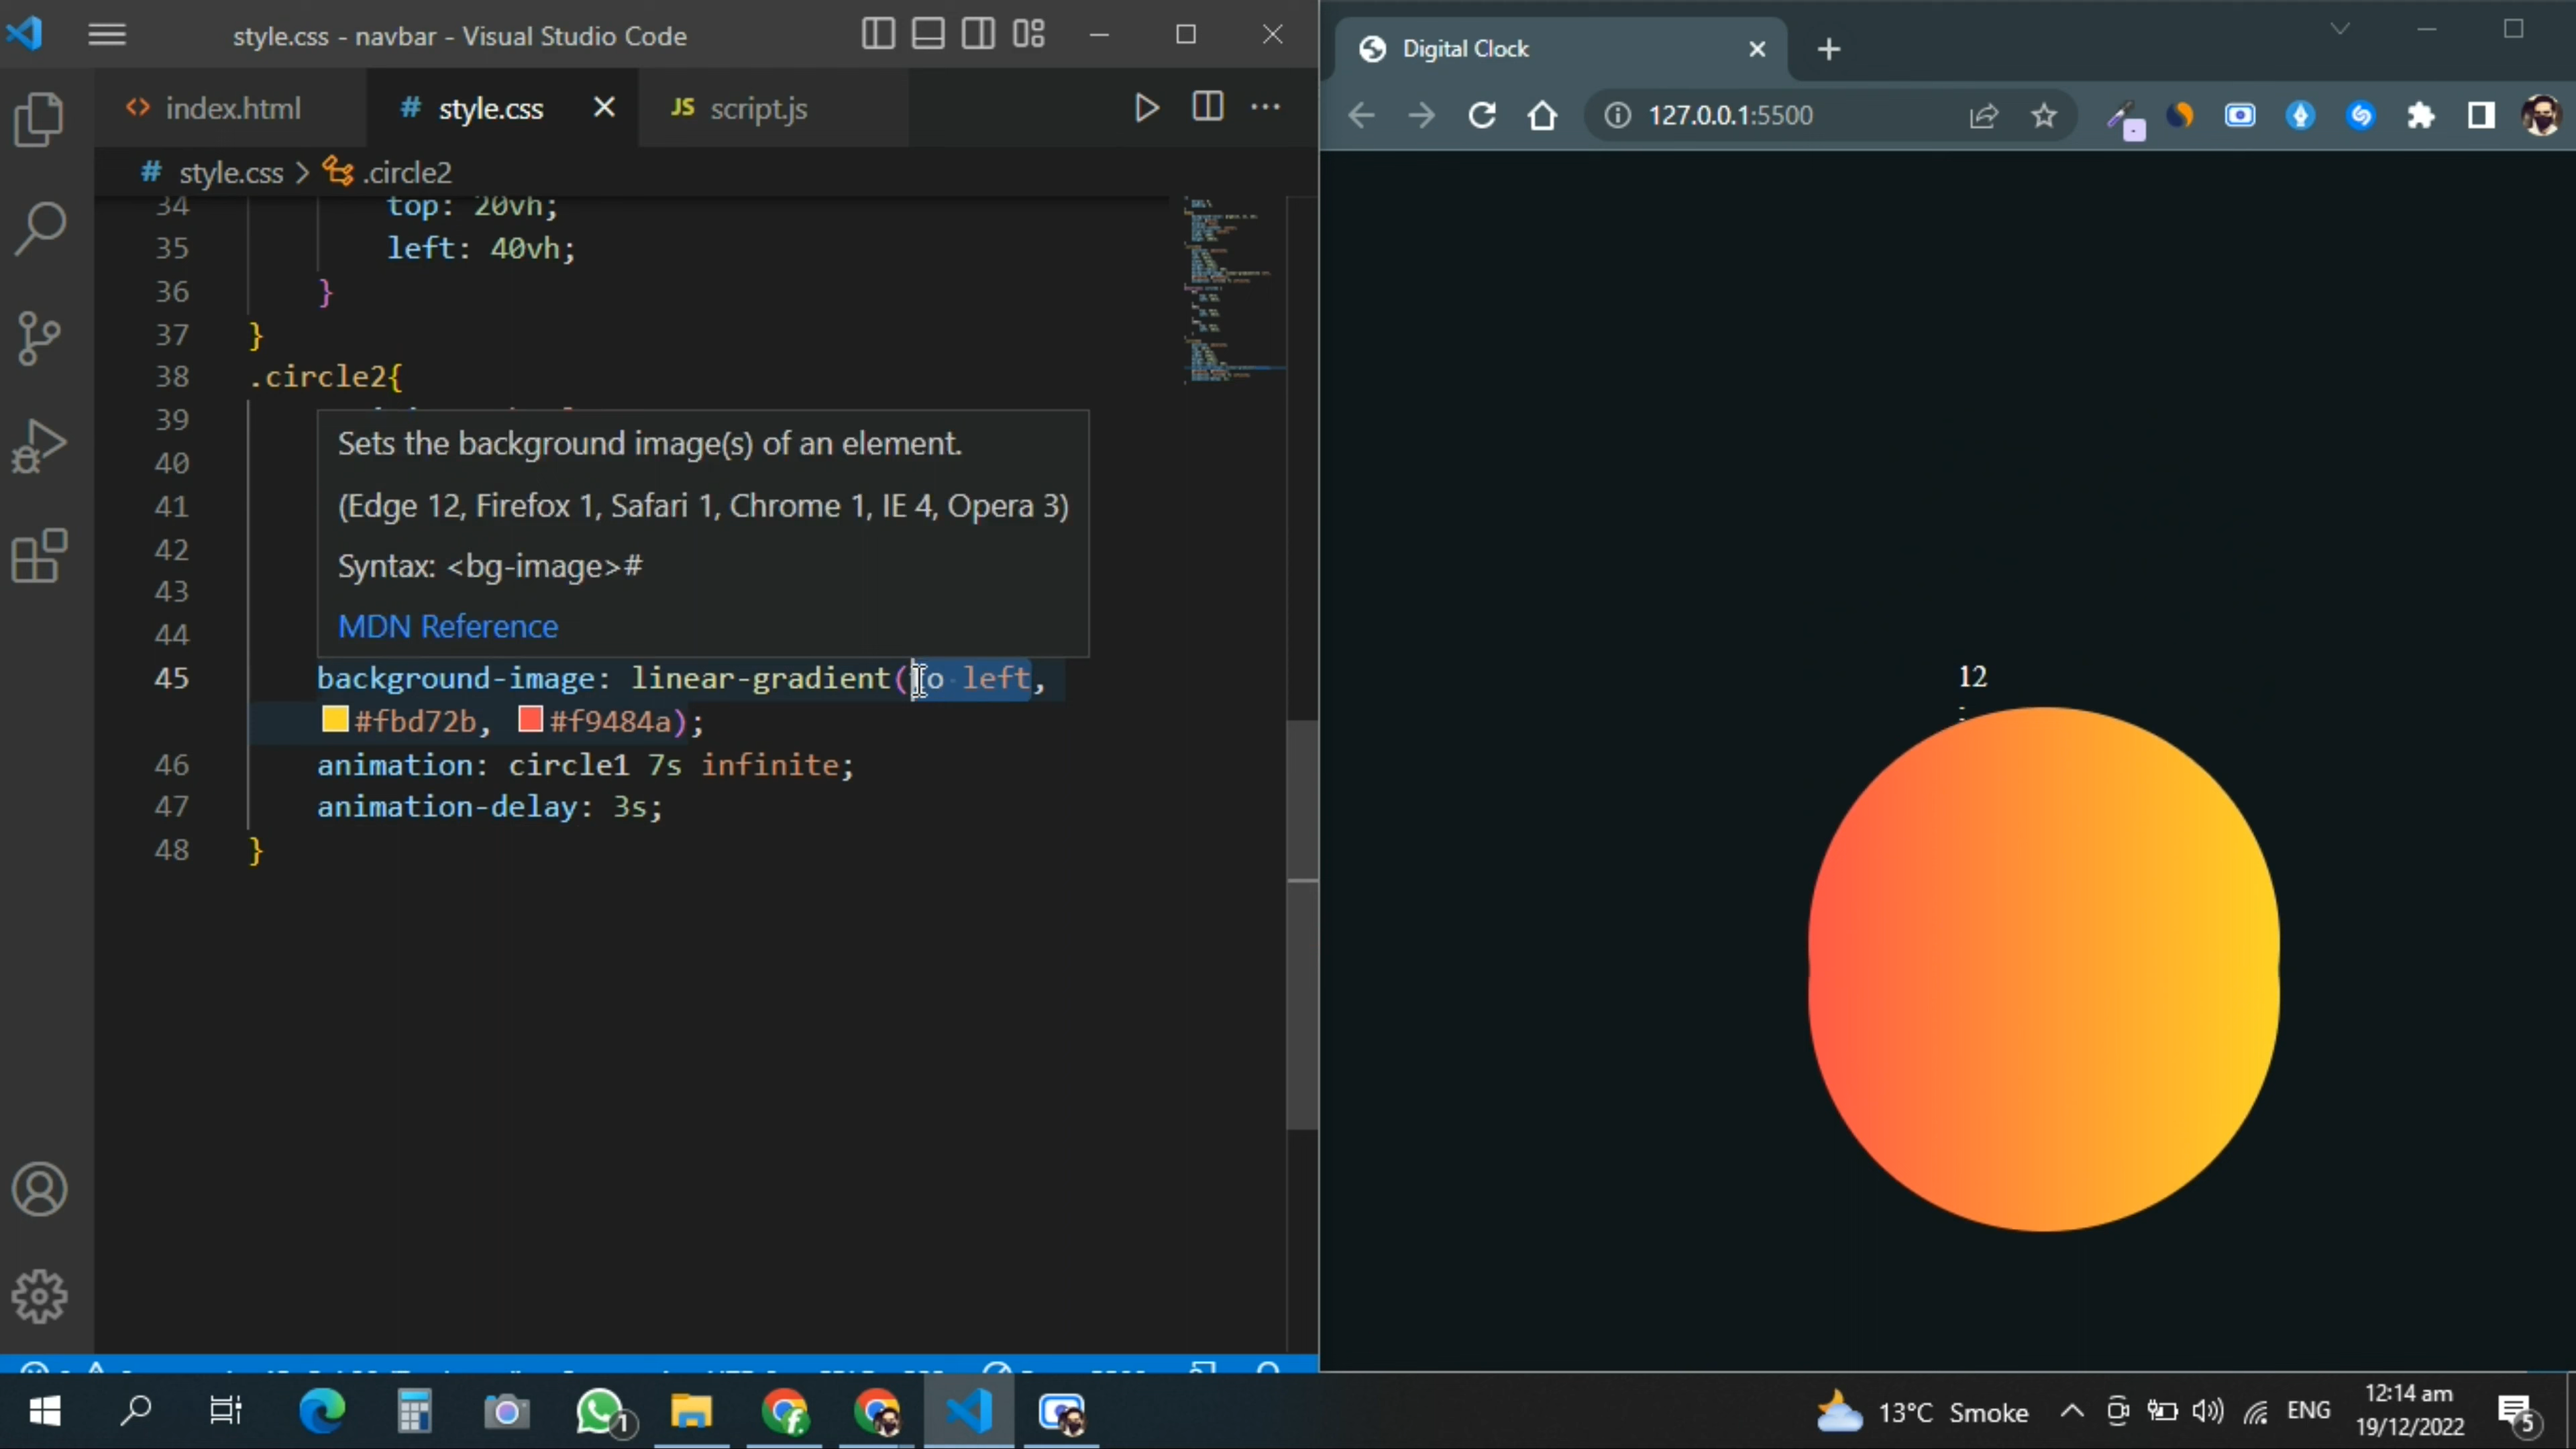 style.css - navbar - Visual Studio Code
<> index.html
# style.css
JS script.js
# style.css > .circle2
34 top: 20vh;
35 left: 40vh;
36 }
37 }
38 .circle2{
39
40
41
42
43
44
Sets the background image(s) of an element.
(Edge 12, Firefox 1, Safari 1, Chrome 1, IE 4, Opera 3)
Syntax: <bg-image>#
MDN Reference
45 background-image: linear-gradient(to left,
#fbd72b, #f9484a);
46 animation: circle1 7s infinite;
47 animation-delay: 3s;
48 }
Digital Clock
127.0.0.1:5500
12
:
1
13°C Smoke
ENG
12:14 am
19/12/2022
5